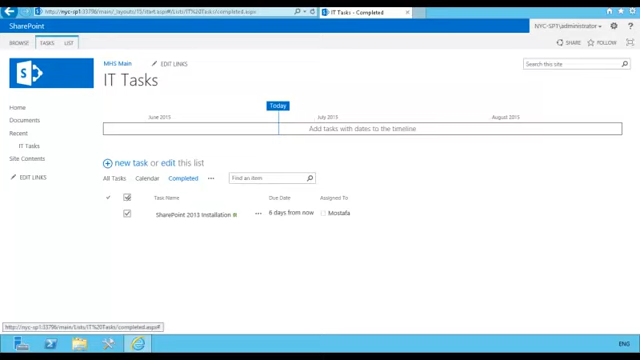 http://nyc-sp1:33796/main/_layouts/15/start.aspx#/Lists/IT%20Tasks/completed.aspx
IT Tasks - Completed
SharePoint
NYC-SPT\administrator
BROWSE TASKS LIST
SHARE FOLLOW
MHS Main EDIT LINKS
IT Tasks
Search this site
Home
Documents
Recent
IT Tasks
Site Contents
EDIT LINKS
Today
June 2015 July 2015 August 2015
Add tasks with dates to the timeline
new task or edit this list
All Tasks Calendar Completed ••• Find an item
Task Name Due Date Assigned To
SharePoint 2013 Installation ••• 6 days from now Mostafa
http://nyc-sp1:33796/main/Lists/IT%20Tasks/completed.aspx#
ENG